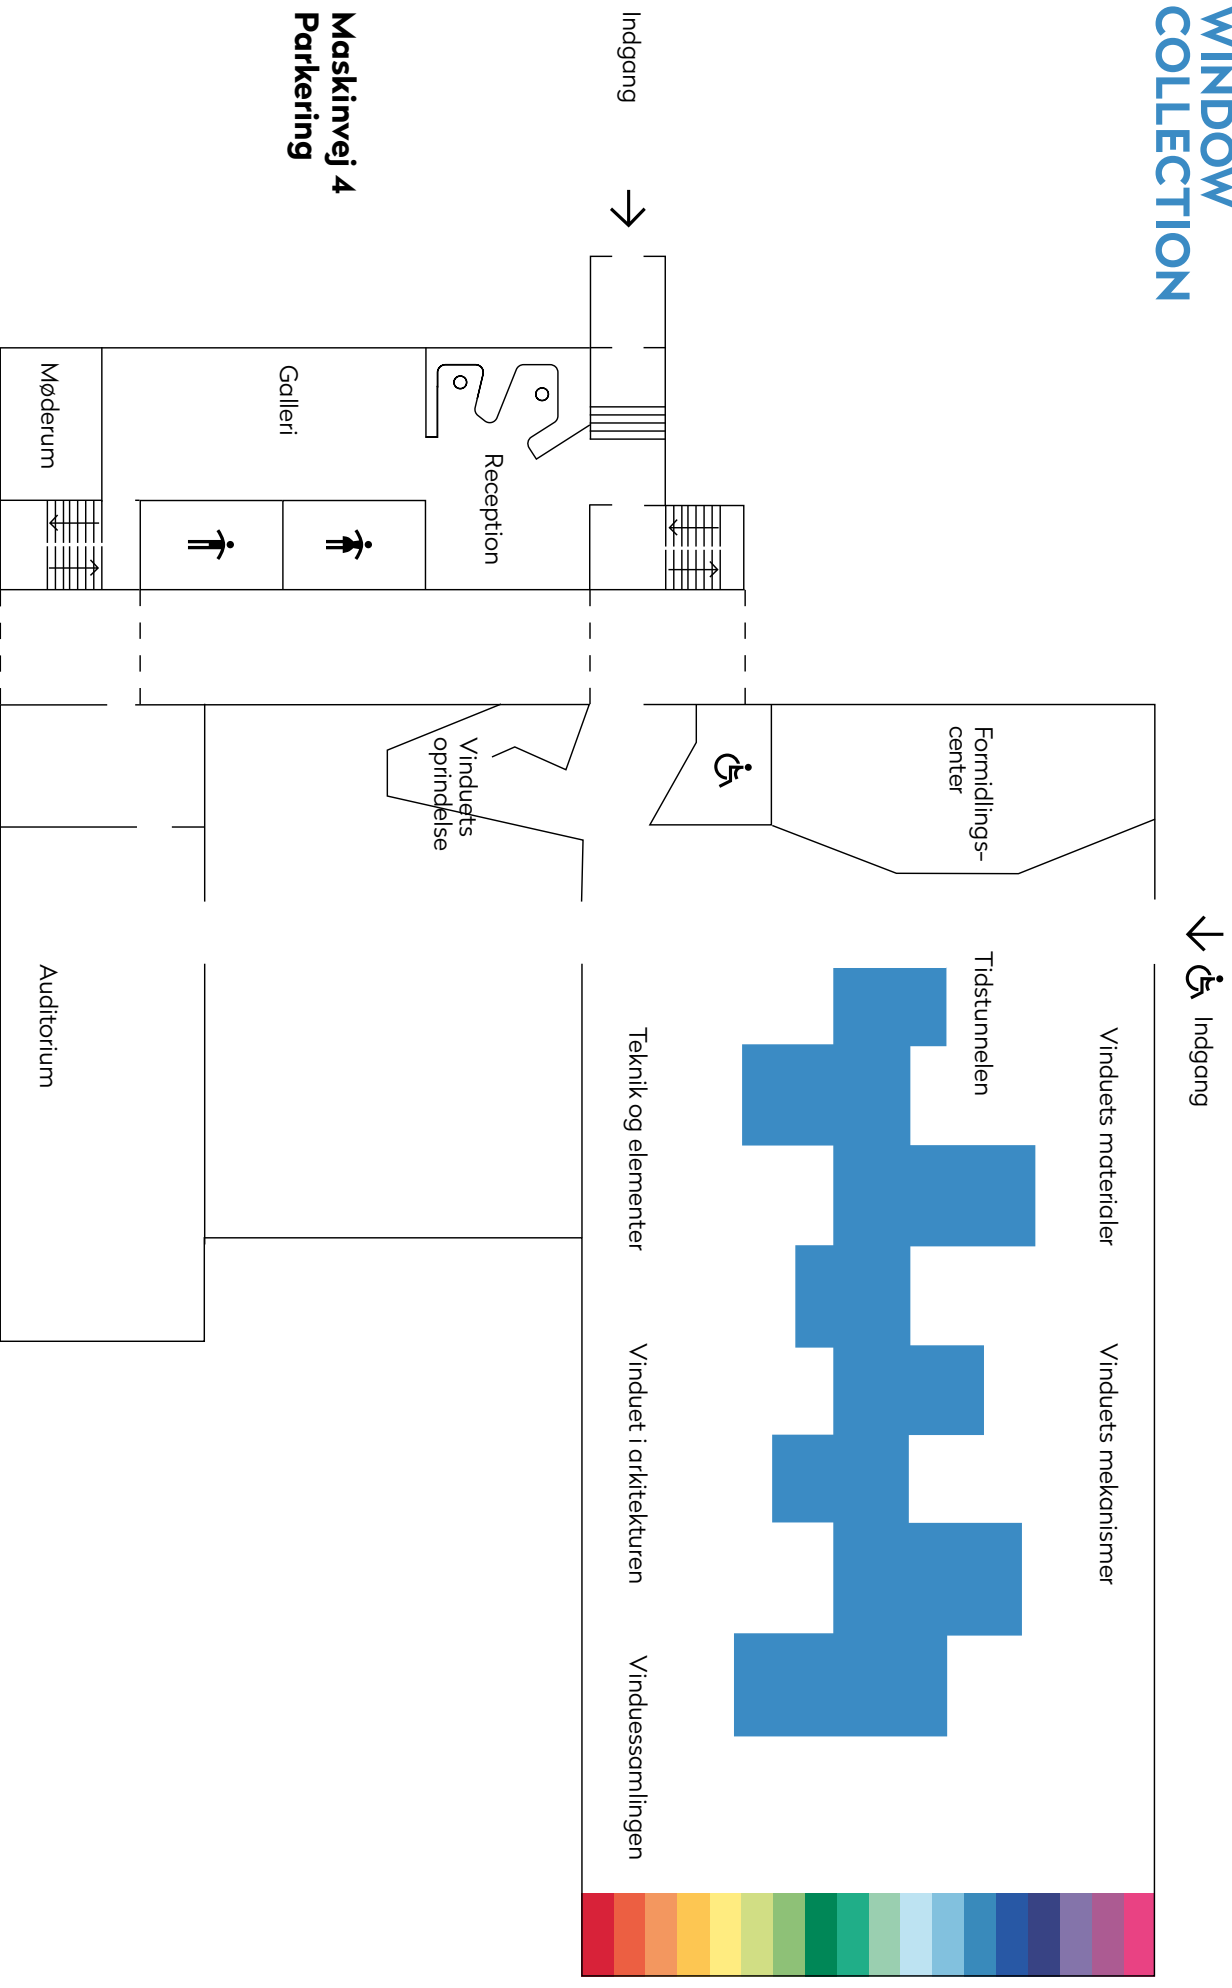 WINDOW
COLLECTION
Indgang
Maskinvej 4
Parkering
Møderum
Galleri
Reception
Vinduets
oprindelse
Formidlings-
center
Auditorium
Indgang
Tidstunnelen
Vinduets materialer
Vinduets mekanismer
Teknik og elementer
Vinduet i arkitekturen
Vinduessamlingen